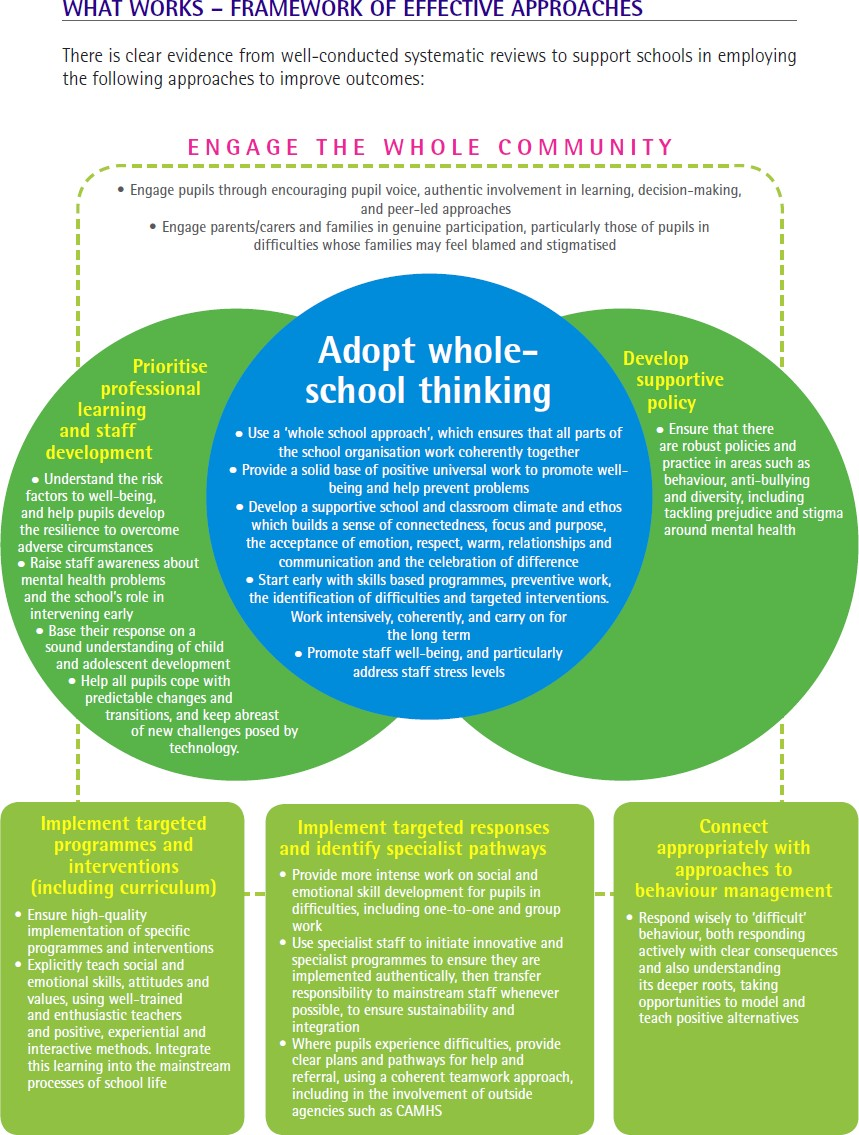 WHAT WORKS – FRAMEWORK OF EFFECTIVE APPROACHES
There is clear evidence from well-conducted systematic reviews to support schools in employing
the following approaches to improve outcomes:
ENGAGE THE WHOLE COMMUNITY
• Engage pupils through encouraging pupil voice, authentic involvement in learning, decision-making,
and peer-led approaches
• Engage parents/carers and families in genuine participation, particularly those of pupils in
difficulties whose families may feel blamed and stigmatised
Prioritise
professional
learning
and staff
development
• Understand the risk
factors to well-being,
and help pupils develop
the resilience to overcome
adverse circumstances
• Raise staff awareness about
mental health problems
and the school's role in
intervening early
• Base their response on a
sound understanding of child
and adolescent development
• Help all pupils cope with
predictable changes and
transitions, and keep abreast
of new challenges posed by
technology.
Adopt whole-
school thinking
• Use a 'whole school approach', which ensures that all parts of
the school organisation work coherently together
• Provide a solid base of positive universal work to promote well-
being and help prevent problems
• Develop a supportive school and classroom climate and ethos
which builds a sense of connectedness, focus and purpose,
the acceptance of emotion, respect, warm, relationships and
communication and the celebration of difference
• Start early with skills based programmes, preventive work,
the identification of difficulties and targeted interventions.
Work intensively, coherently, and carry on for
the long term
• Promote staff well-being, and particularly
address staff stress levels
Develop
supportive
policy
• Ensure that there
are robust policies and
practice in areas such as
behaviour, anti-bullying
and diversity, including
tackling prejudice and stigma
around mental health
Implement targeted
programmes and
interventions
(including curriculum)
• Ensure high-quality
implementation of specific
programmes and interventions
• Explicitly teach social and
emotional skills, attitudes and
values, using well-trained
and enthusiastic teachers
and positive, experiential and
interactive methods. Integrate
this learning into the mainstream
processes of school life
Implement targeted responses
and identify specialist pathways
• Provide more intense work on social and
emotional skill development for pupils in
difficulties, including one-to-one and group
work
• Use specialist staff to initiate innovative and
specialist programmes to ensure they are
implemented authentically, then transfer
responsibility to mainstream staff whenever
possible, to ensure sustainability and
integration
• Where pupils experience difficulties, provide
clear plans and pathways for help and
referral, using a coherent teamwork approach,
including in the involvement of outside
agencies such as CAMHS
Connect
appropriately with
approaches to
behaviour management
• Respond wisely to 'difficult'
behaviour, both responding
actively with clear consequences
and also understanding
its deeper roots, taking
opportunities to model and
teach positive alternatives